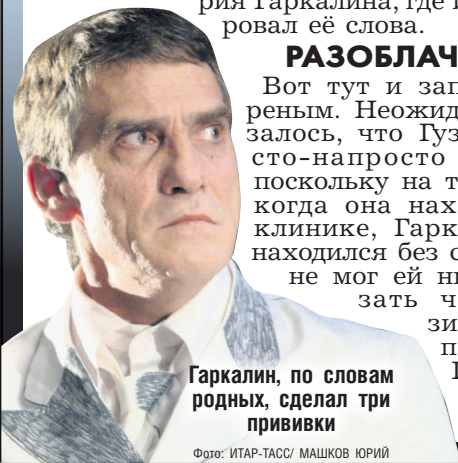 рия Гаркалина, где
ровал её слова.
РАЗОБЛАЧ
Вот тут и зап
реным. Неожид
залось, что Гуз
сто-напросто
поскольку на т
когда она нах
клинике, Гарк
находился без с
не мог ей ни
зать ч
зи
п
Гаркалин, по словам
родных, сделал три
прививки
Фото: ИТАР-ТАСС/ МАШКОВ ЮРИЙ